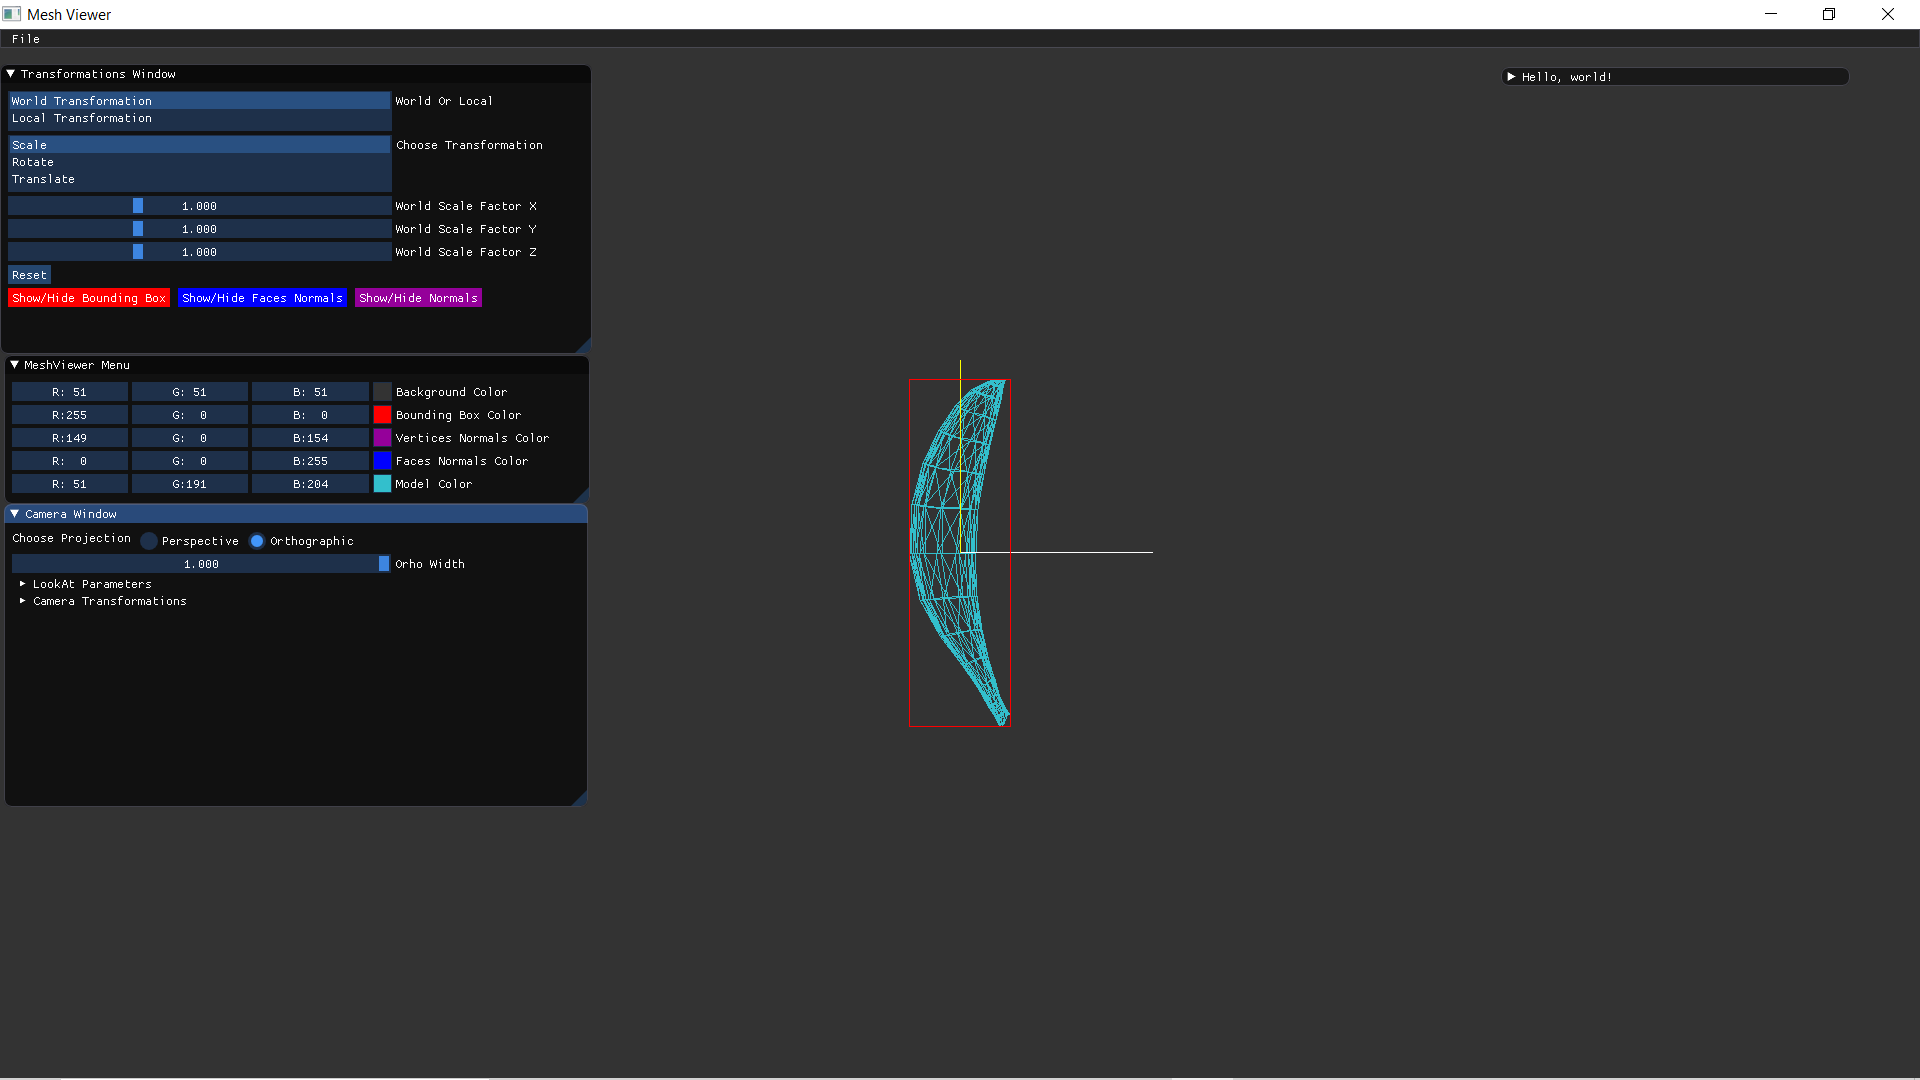 Mesh Viewer
File
Transformations Window
World Transformation
Local Transformation
World Or Local
Scale
Rotate
Translate
Choose Transformation
1.000 World Scale Factor X
1.000 World Scale Factor Y
1.000 World Scale Factor Z
Reset
Show/Hide Bounding Box Show/Hide Faces Normals Show/Hide Normals
MeshViewer Menu
R: 51 G: 51 B: 51 Background Color
R:255 G: 0 B: 0 Bounding Box Color
R:149 G: 0 B:154 Vertices Normals Color
R: 0 G: 0 B:255 Faces Normals Color
R: 51 G:191 B:204 Model Color
Camera Window
Choose Projection Perspective Orthographic
1.000 Orho Width
LookAt Parameters
Camera Transformations
Hello, world!